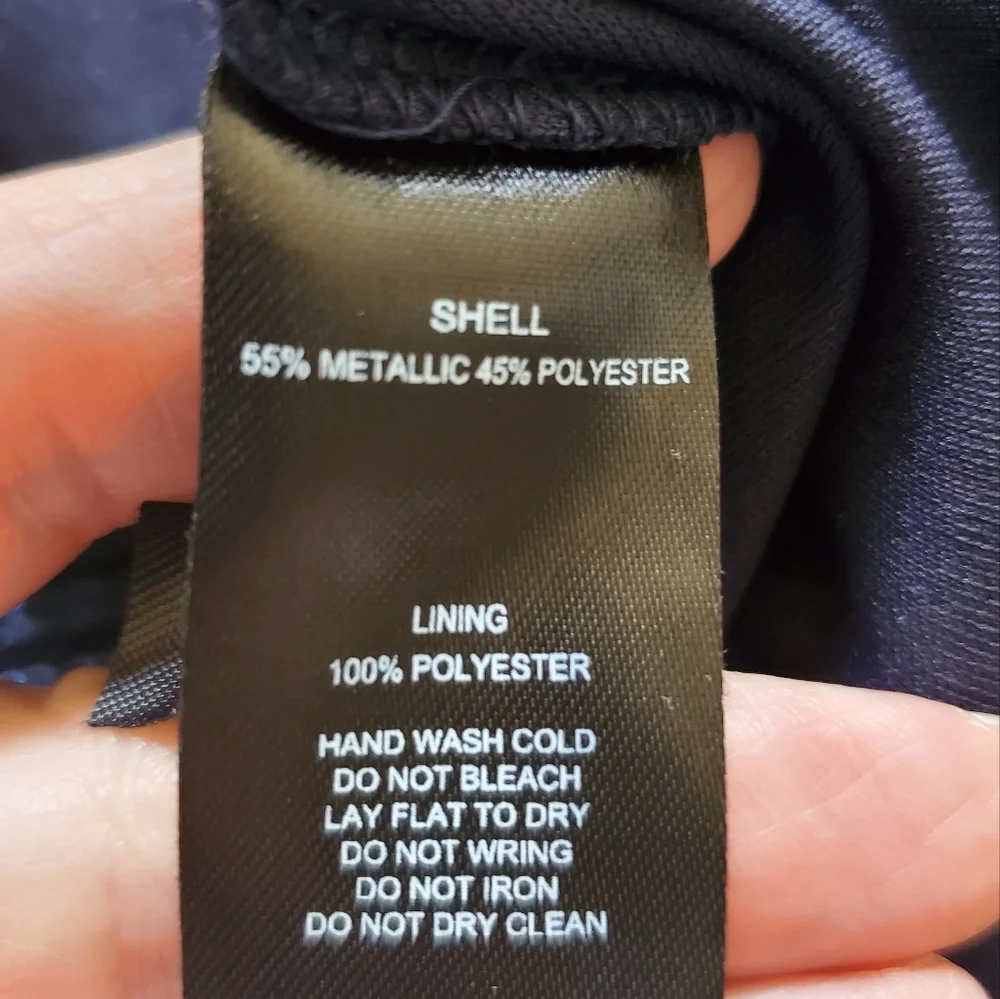 SHELL
55% METALLIC 45% POLYESTER
LINING
100% POLYESTER
HAND WASH COLD
DO NOT BLEACH
LAY FLAT TO DRY
DO NOT WRING
DO NOT IRON
DO NOT DRY CLEAN